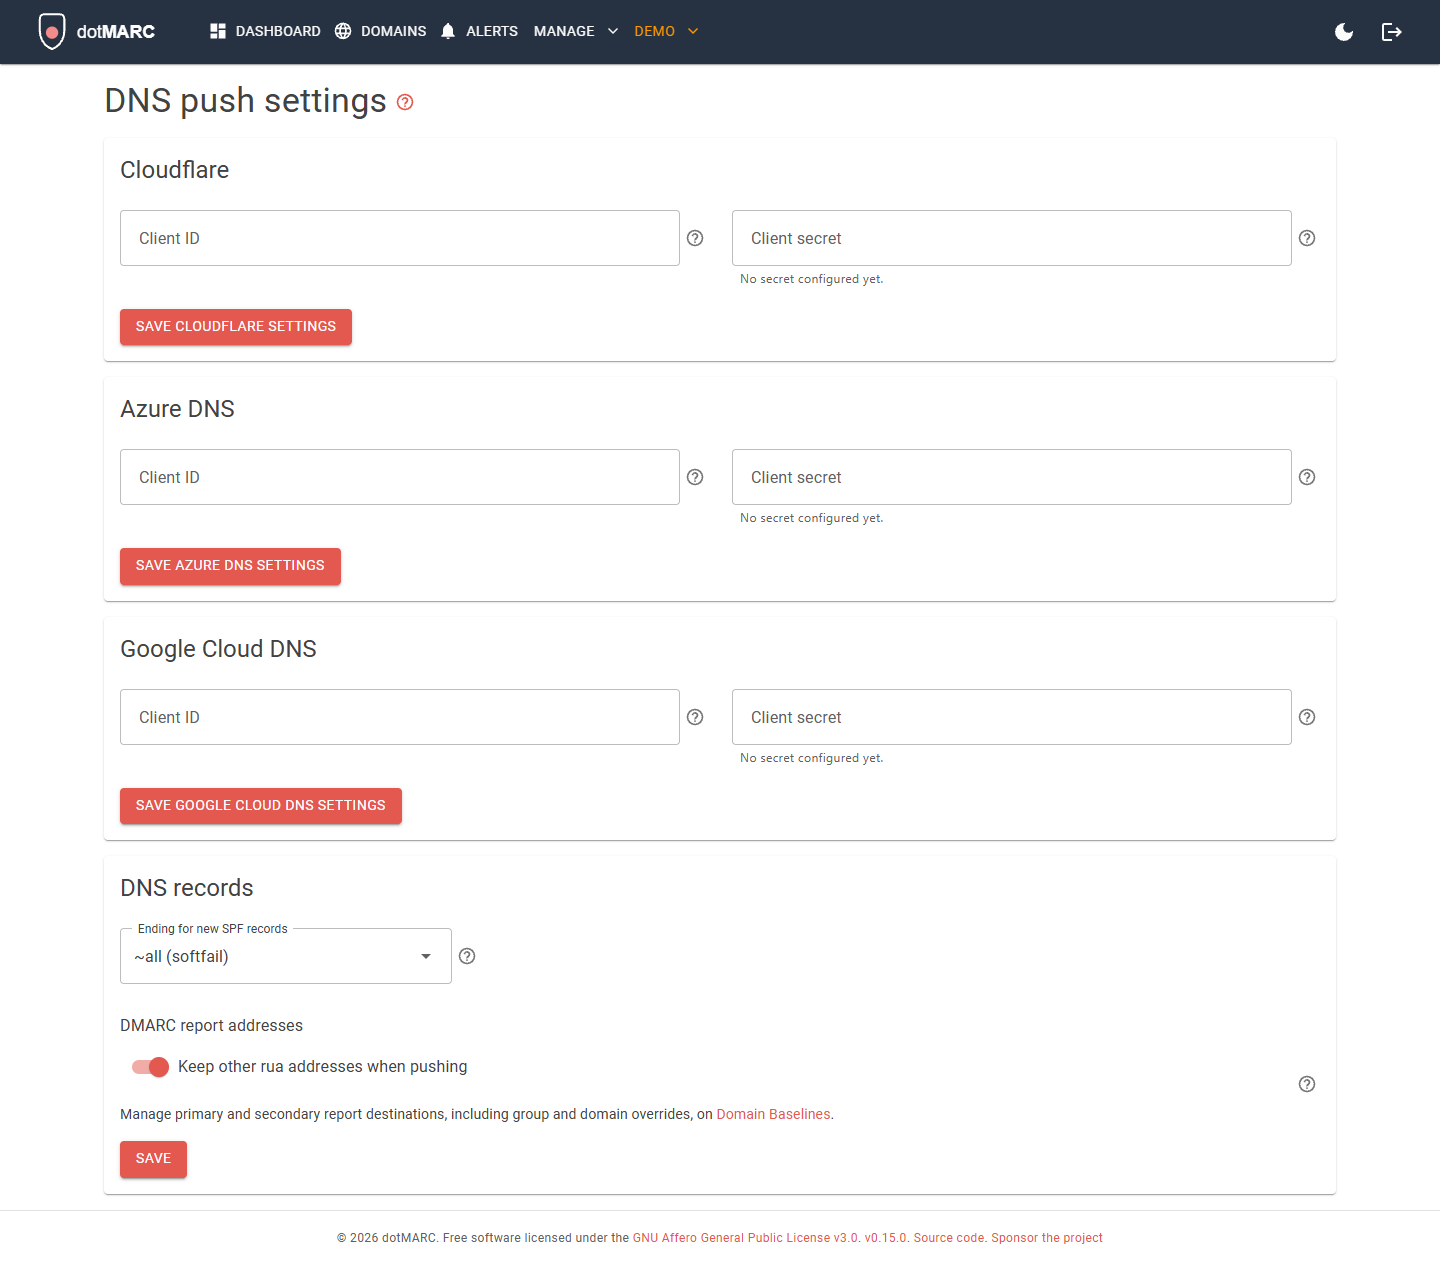 dotMARC
DASHBOARD
DOMAINS
ALERTS
MANAGE
DEMO
DNS push settings
Cloudflare
Client ID
Client secret
No secret configured yet.
SAVE CLOUDFLARE SETTINGS
Azure DNS
Client ID
Client secret
No secret configured yet.
SAVE AZURE DNS SETTINGS
Google Cloud DNS
Client ID
Client secret
No secret configured yet.
SAVE GOOGLE CLOUD DNS SETTINGS
DNS records
Ending for new SPF records
~all (softfail)
DMARC report addresses
Keep other rua addresses when pushing
Manage primary and secondary report destinations, including group and domain overrides, on Domain Baselines.
SAVE
© 2026 dotMARC. Free software licensed under the GNU Affero General Public License v3.0. v0.15.0. Source code. Sponsor the project